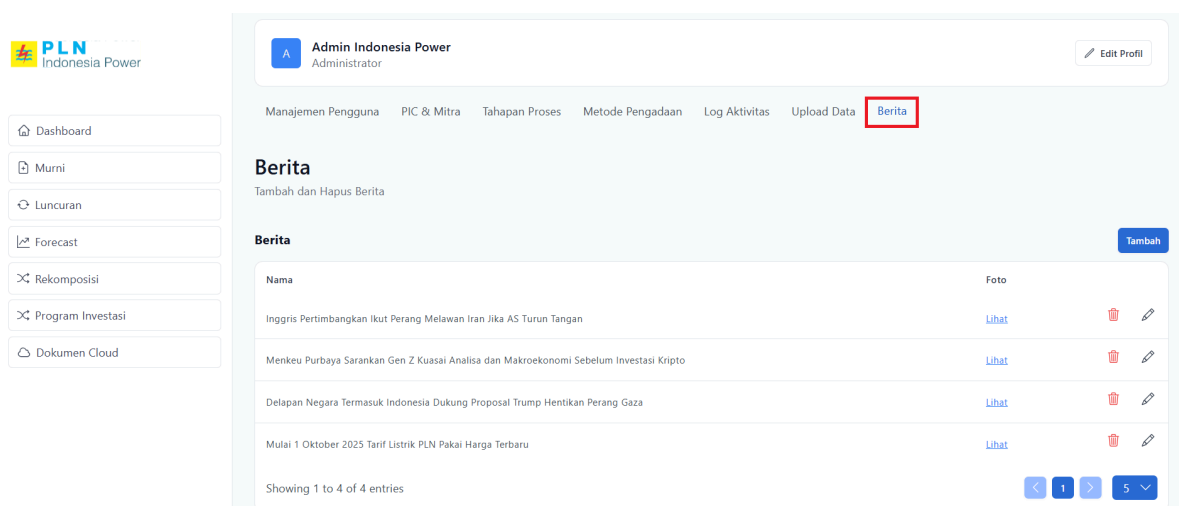 PLN
Indonesia Power
A
Admin Indonesia Power
Administrator
Edit Profil
Dashboard
Murni
Luncuran
Forecast
Rekomposisi
Program Investasi
Dokumen Cloud
Manajemen Pengguna PIC & Mitra Tahapan Proses Metode Pengadaan Log Aktivitas Upload Data Berita
Berita
Tambah dan Hapus Berita
Berita
Tambah
Nama Foto
Inggris Pertimbangkan Ikut Perang Melawan Iran Jika AS Turun Tangan Lihat
Menkeu Purbaya Sarankan Gen Z Kuasai Analisa dan Makroekonomi Sebelum Investasi Kripto Lihat
Delapan Negara Termasuk Indonesia Dukung Proposal Trump Hentikan Perang Gaza Lihat
Mulai 1 Oktober 2025 Tarif Listrik PLN Pakai Harga Terbaru Lihat
Showing 1 to 4 of 4 entries < 1 > 5